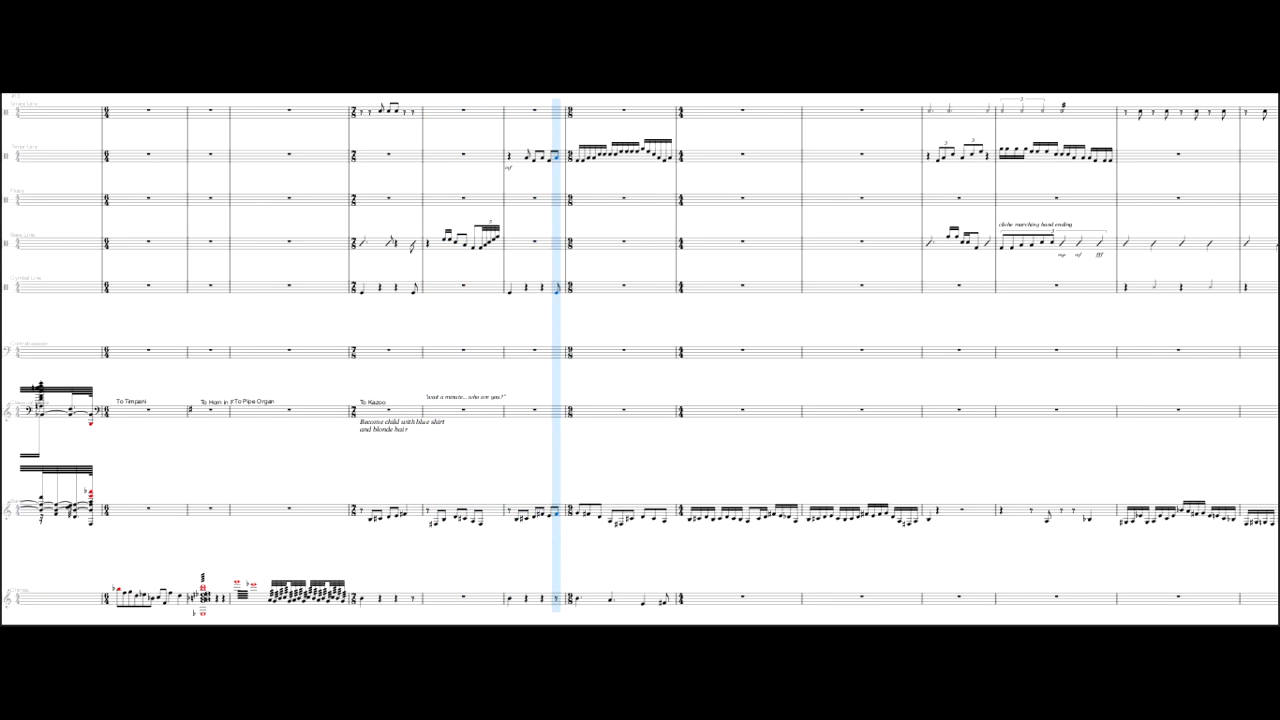 Snare Line
Tenor Line
mf
Bass Line
cliche marching band ending
mp mf fff
Cymbal Line
Contrabassoon
To Timpani
To Horn in F
To Pipe Organ
To Kazoo
"wait a minute... who are you?"
Become child with blue shirt
and blonde hair